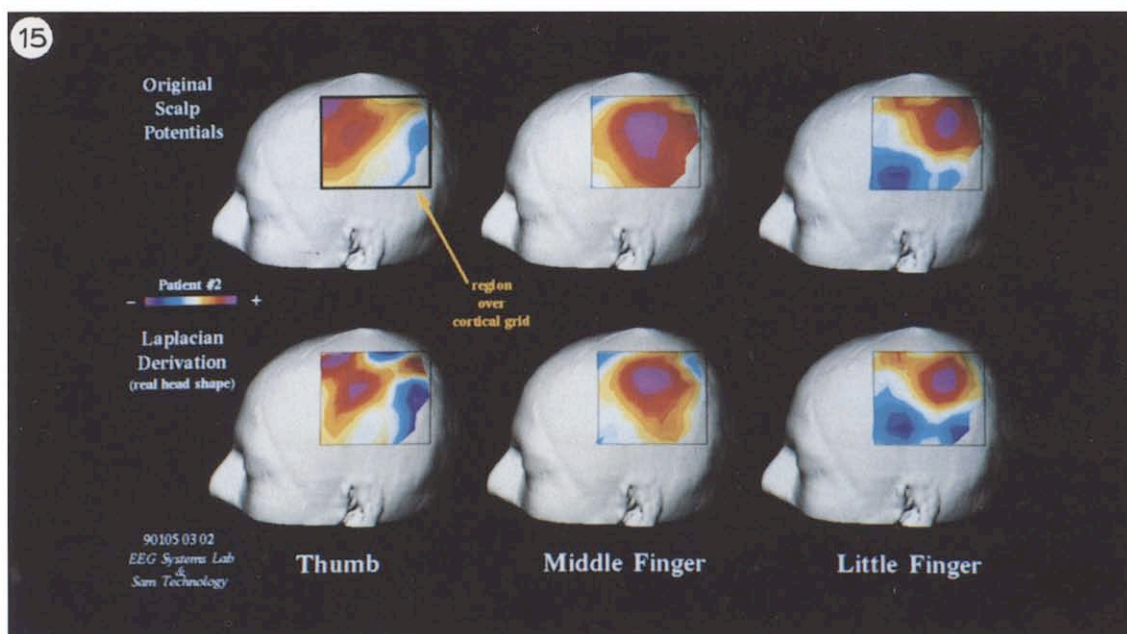 15
Original
Scalp
Potentials
region
over
cortical grid
Patient #2
- +
Laplacian
Derivation
(real head shape)
90105 03 02
EEG Systems Lab
&
Sam Technology
Thumb
Middle Finger
Little Finger